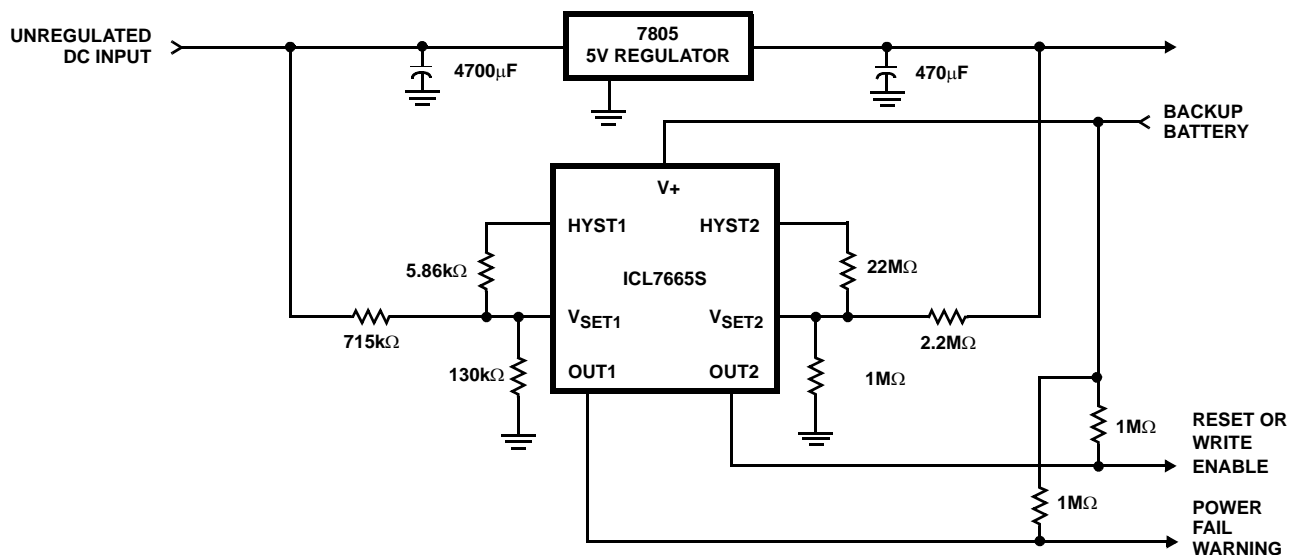 UNREGULATED
DC INPUT
7805
5V REGULATOR
4700μF
470μF
BACKUP
BATTERY
V+
HYST1
HYST2
5.86kΩ
ICL7665S
22MΩ
VSET1
VSET2
715kΩ
2.2MΩ
130kΩ
OUT1
OUT2
1MΩ
1MΩ
RESET OR
WRITE
ENABLE
1MΩ
POWER
FAIL
WARNING